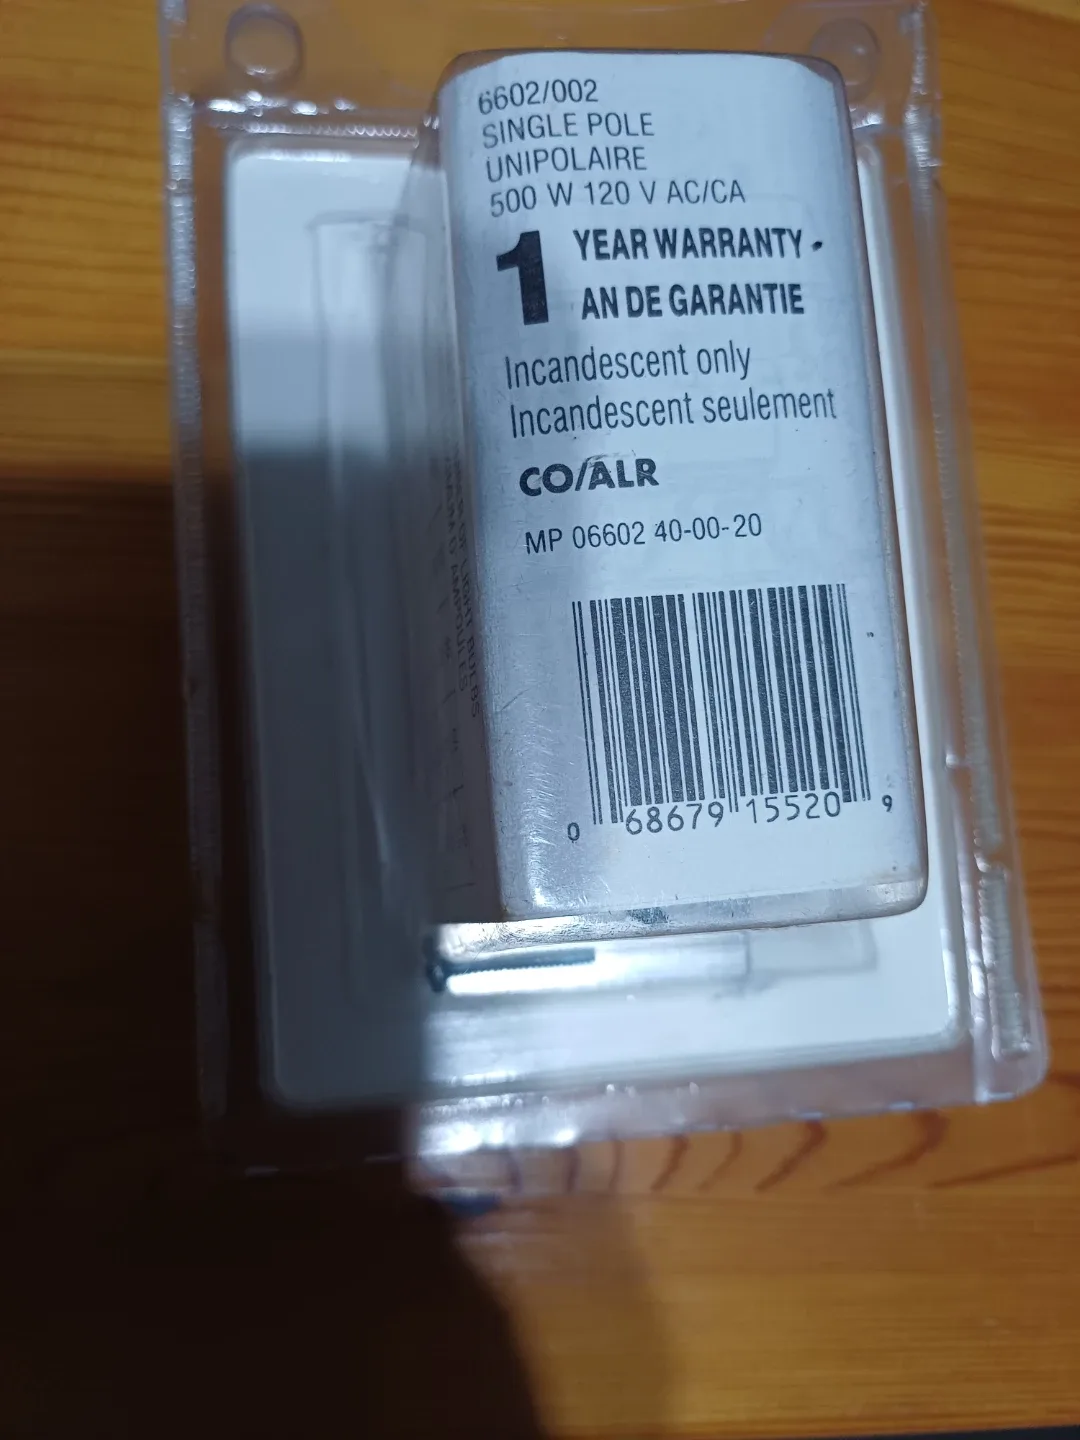 6602/002
SINGLE POLE
UNIPOLAIRE
500 W 120 V AC/CA
1 YEAR WARRANTY -
AN DE GARANTIE
Incandescent only
Incandescent seulement
CO/ALR
MP 06602 40-00-20
0 68679 15520 9